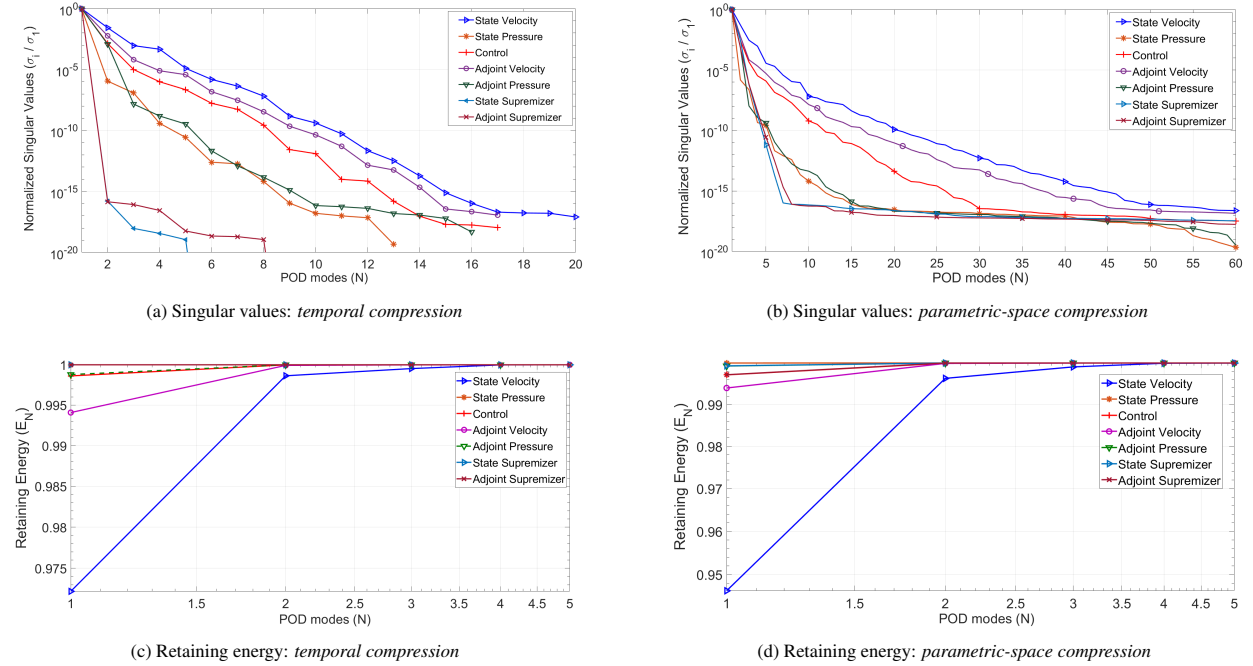 10^0
10^-5
10^-10
10^-15
10^-20
Normalized Singular Values (σ_i / σ_1)
2 4 6 8 10 12 14 16 18 20
POD modes (N)
State Velocity
State Pressure
Control
Adjoint Velocity
Adjoint Pressure
State Supremizer
Adjoint Supremizer
(a) Singular values: temporal compression
10^0
10^-5
10^-10
10^-15
10^-20
Normalized Singular Values (σ_i / σ_1)
5 10 15 20 25 30 35 40 45 50 55 60
POD modes (N)
State Velocity
State Pressure
Control
Adjoint Velocity
Adjoint Pressure
State Supremizer
Adjoint Supremizer
(b) Singular values: parametric-space compression
1
0.995
0.99
0.985
0.98
0.975
Retaining Energy (E_N)
1 1.5 2 2.5 3 3.5 4 4.5 5
POD modes (N)
State Velocity
State Pressure
Control
Adjoint Velocity
Adjoint Pressure
State Supremizer
Adjoint Supremizer
(c) Retaining energy: temporal compression
0.99
0.98
0.97
0.96
0.95
Retaining Energy (E_N)
1 1.5 2 2.5 3 3.5 4 4.5 5
POD modes (N)
State Velocity
State Pressure
Control
Adjoint Velocity
Adjoint Pressure
State Supremizer
Adjoint Supremizer
(d) Retaining energy: parametric-space compression